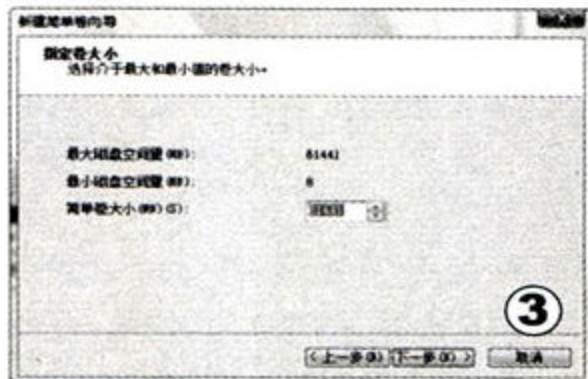 新建简单卷向导
指定卷大小
选择介于最大和最小值的卷大小。
最大磁盘空间量(MB): 61441
最小磁盘空间量(MB): 8
简单卷大小(MB)(S):
③
<上一步(B) 下一步(N)> 取消